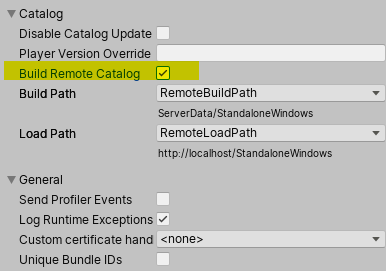 Catalog
Disable Catalog Update
Player Version Override
Build Remote Catalog
Build Path RemoteBuildPath
ServerData/StandaloneWindows
Load Path RemoteLoadPath
http://localhost/StandaloneWindows
General
Send Profiler Events
Log Runtime Exceptions
Custom certificate hand <none>
Unique Bundle IDs